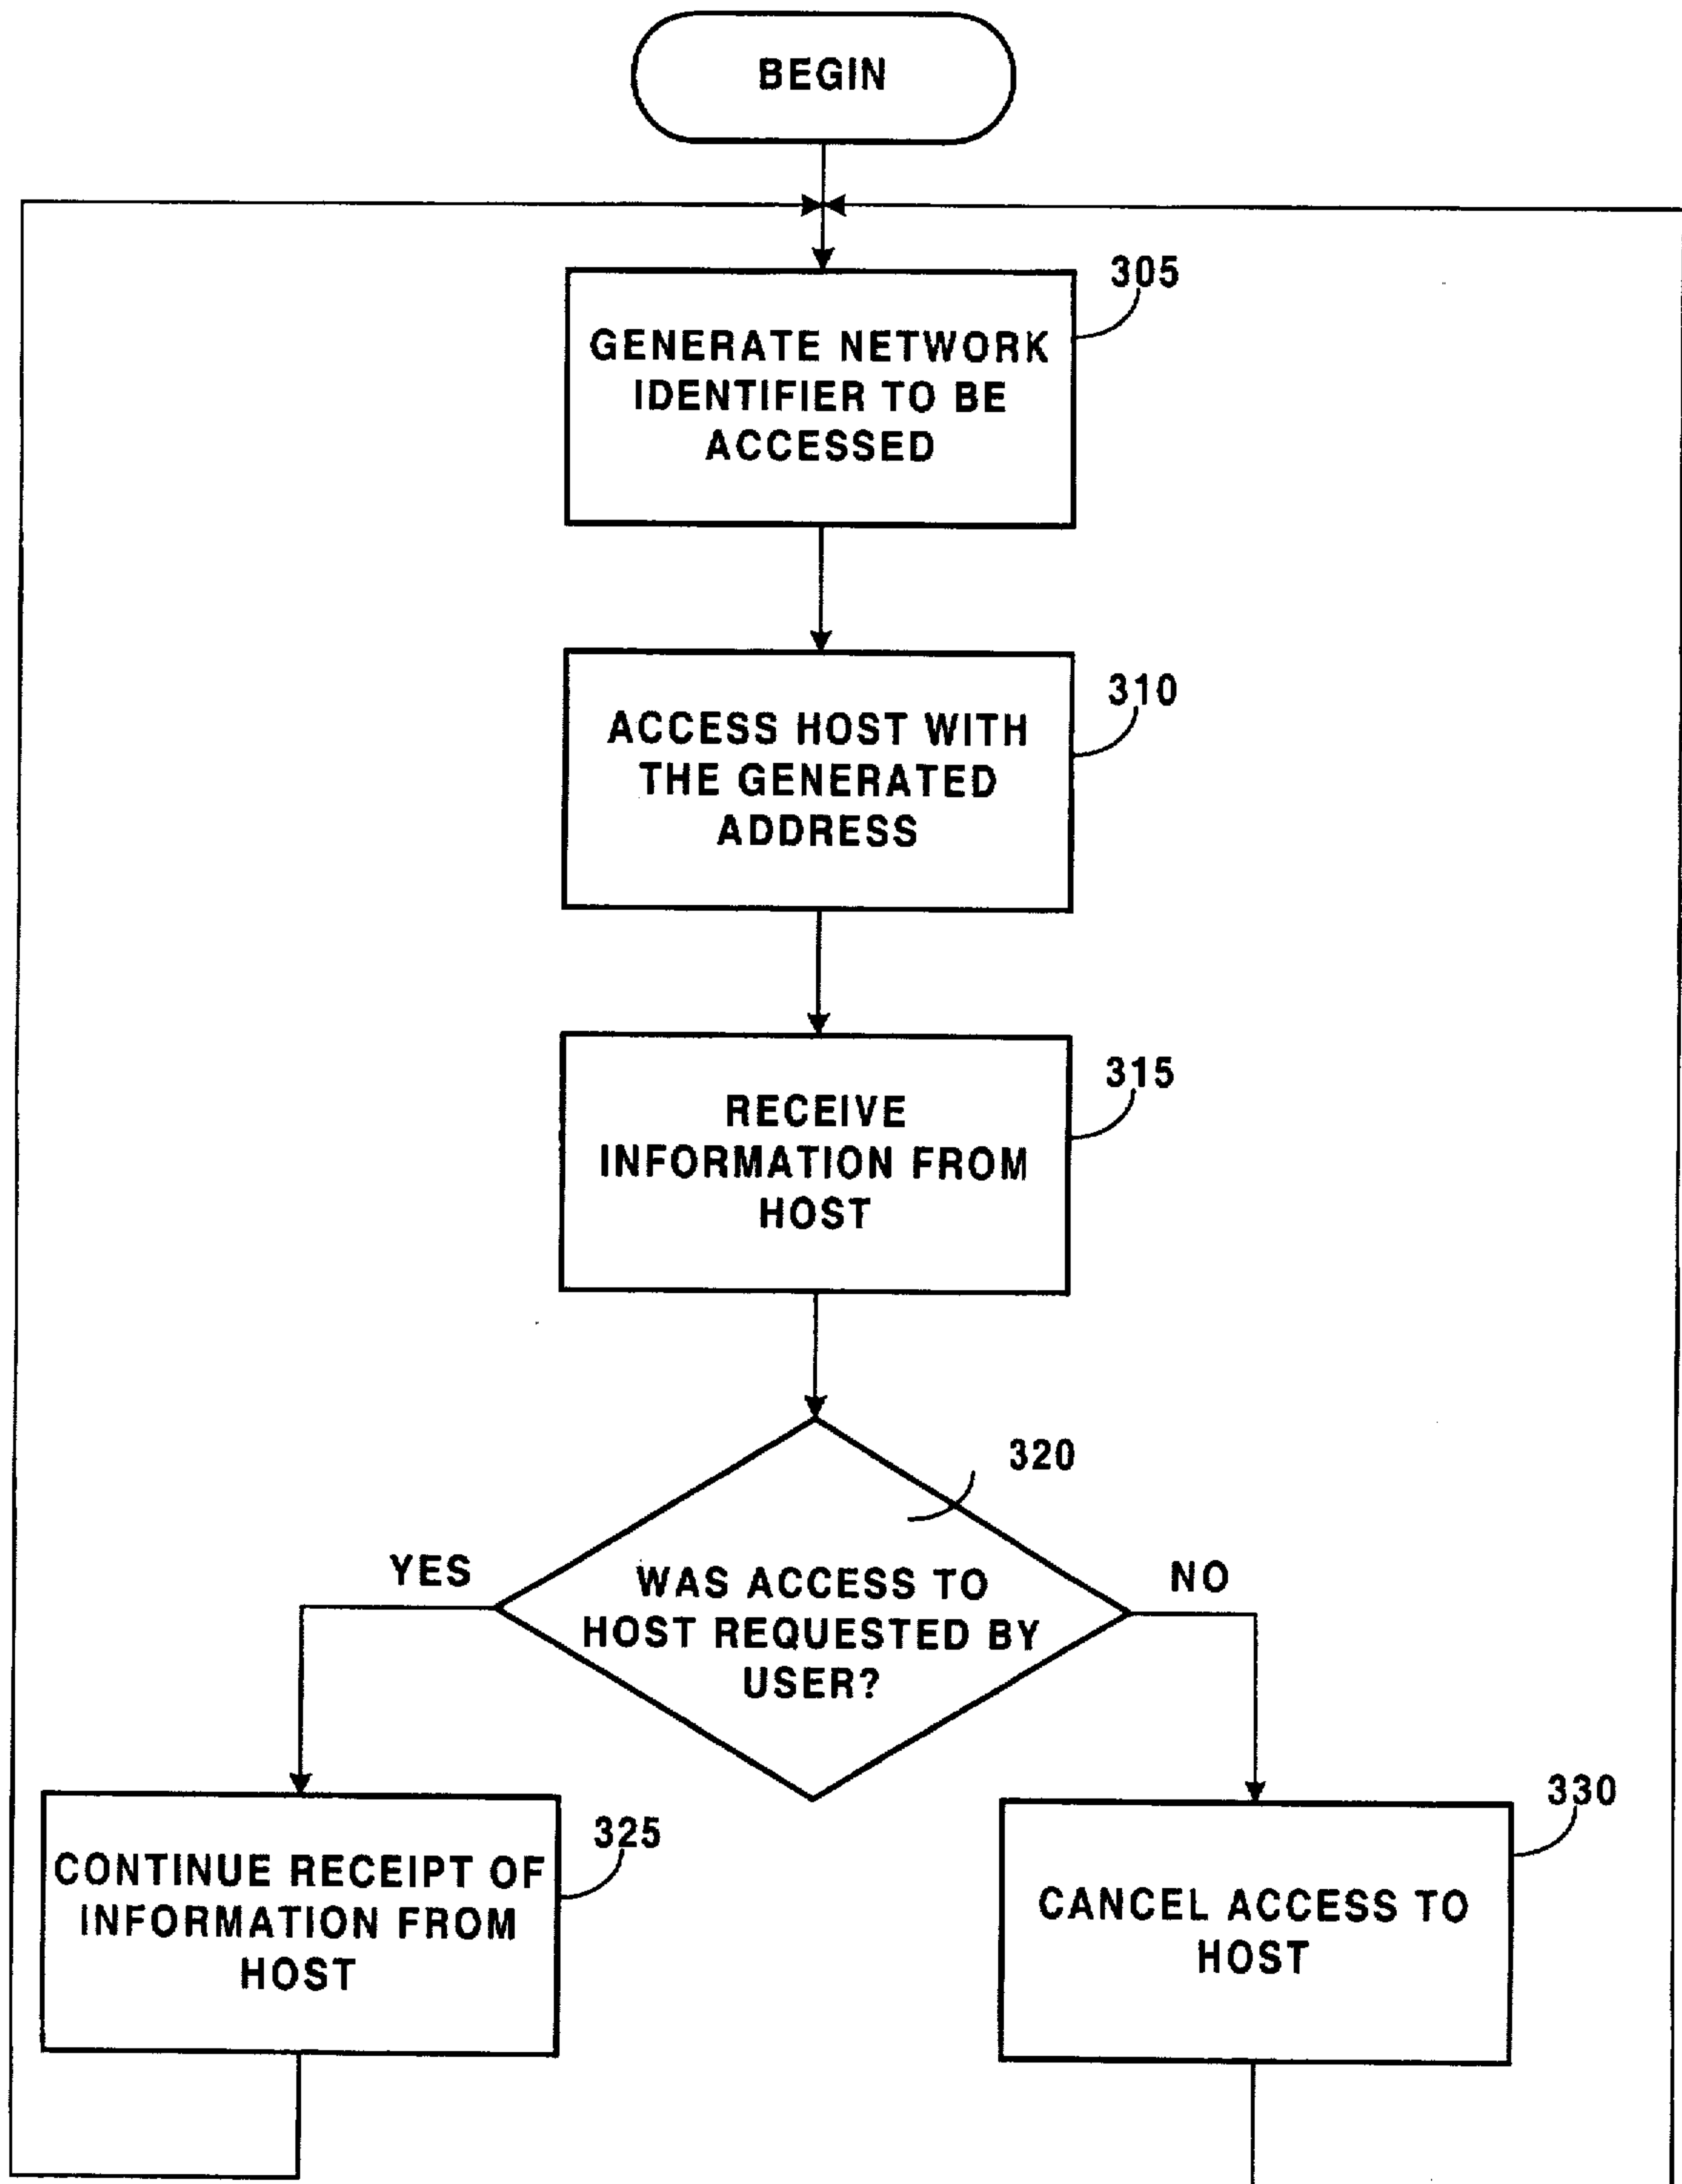 BEGIN
305
GENERATE NETWORK
IDENTIFIER TO BE
ACCESSED
310
ACCESS HOST WITH
THE GENERATED
ADDRESS
315
RECEIVE
INFORMATION FROM
HOST
320
YES
WAS ACCESS TO
HOST REQUESTED BY
USER?
NO
325
CONTINUE RECEIPT OF
INFORMATION FROM
HOST
330
CANCEL ACCESS TO
HOST